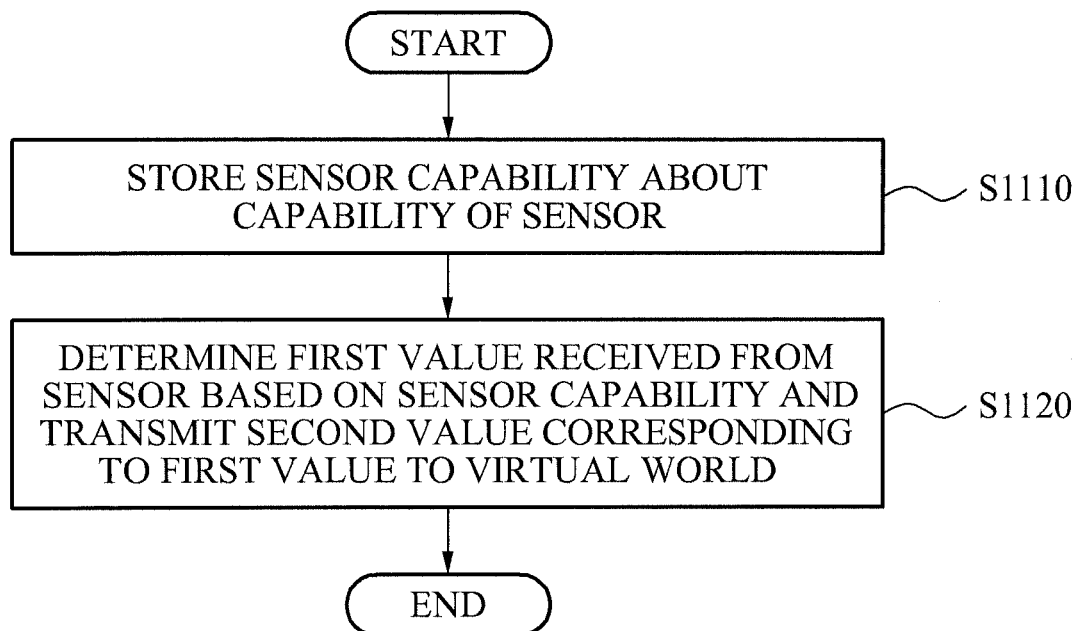 START
STORE SENSOR CAPABILITY ABOUT
CAPABILITY OF SENSOR
S1110
DETERMINE FIRST VALUE RECEIVED FROM
SENSOR BASED ON SENSOR CAPABILITY AND
TRANSMIT SECOND VALUE CORRESPONDING
TO FIRST VALUE TO VIRTUAL WORLD
S1120
END